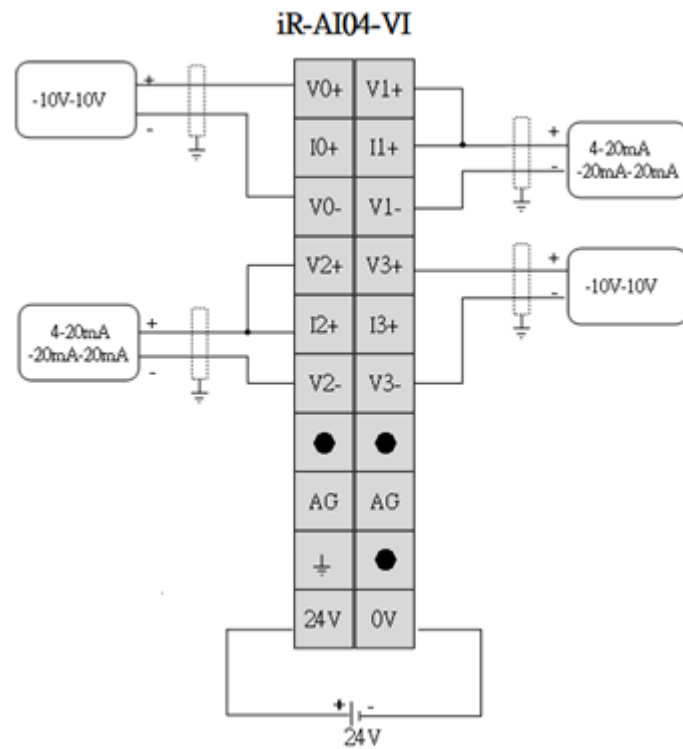 iR-AI04-VI
-10V-10V
+
-
V0+ V1+
I0+ I1+
V0- V1-
+
-
4-20mA
-20mA-20mA
V2+ V3+
I2+ I3+
V2- V3-
+
-
-10V-10V
4-20mA
-20mA-20mA
+
-
AG AG
24V 0V
+ -
24V